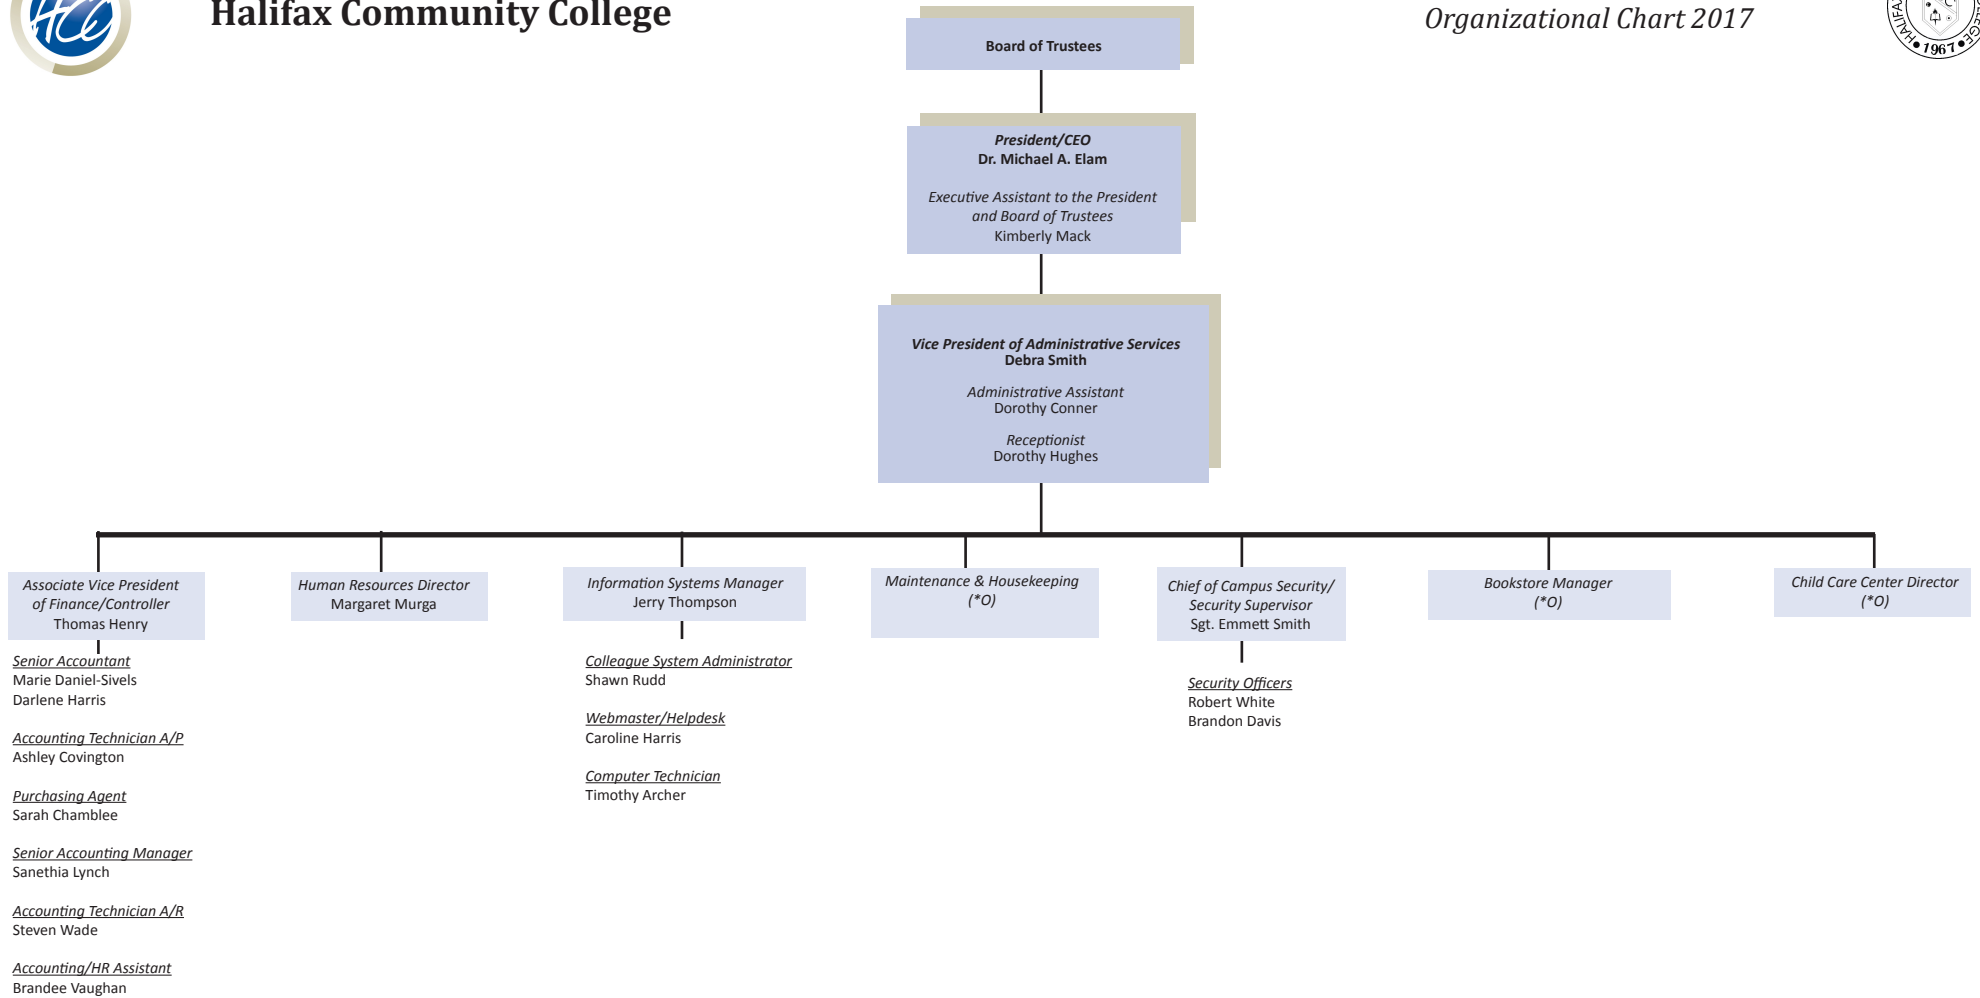 HCC
Halifax Community College
Organizational Chart 2017
1967
Board of Trustees
President/CEO
Dr. Michael A. Elam
Executive Assistant to the President
and Board of Trustees
Kimberly Mack
Vice President of Administrative Services
Debra Smith
Administrative Assistant
Dorothy Conner
Receptionist
Dorothy Hughes
Associate Vice President
of Finance/Controller
Thomas Henry
Senior Accountant
Marie Daniel-Sivels
Darlene Harris
Accounting Technician A/P
Ashley Covington
Purchasing Agent
Sarah Chamblee
Senior Accounting Manager
Sanethia Lynch
Accounting Technician A/R
Steven Wade
Accounting/HR Assistant
Brandee Vaughan
Human Resources Director
Margaret Murga
Information Systems Manager
Jerry Thompson
Colleague System Administrator
Shawn Rudd
Webmaster/Helpdesk
Caroline Harris
Computer Technician
Timothy Archer
Maintenance & Housekeeping
(*O)
Chief of Campus Security/
Security Supervisor
Sgt. Emmett Smith
Security Officers
Robert White
Brandon Davis
Bookstore Manager
(*O)
Child Care Center Director
(*O)